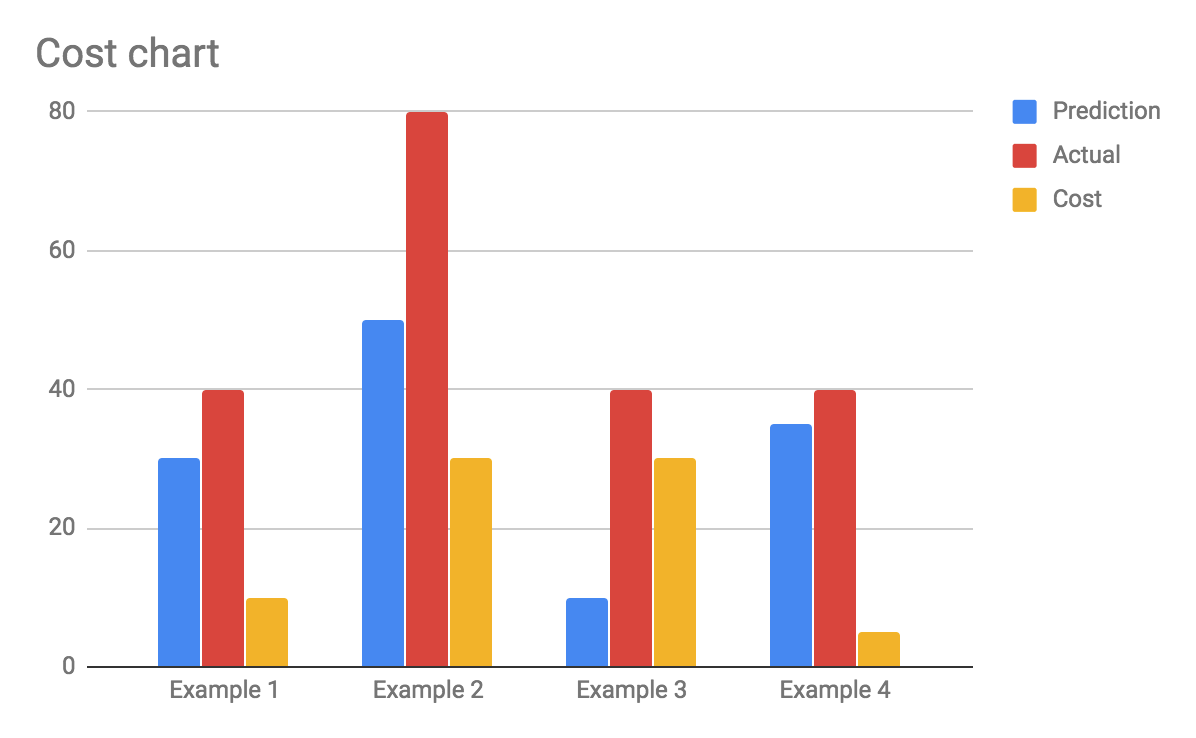 Cost chart
80
60
40
20
0
Example 1
Example 2
Example 3
Example 4
Prediction
Actual
Cost